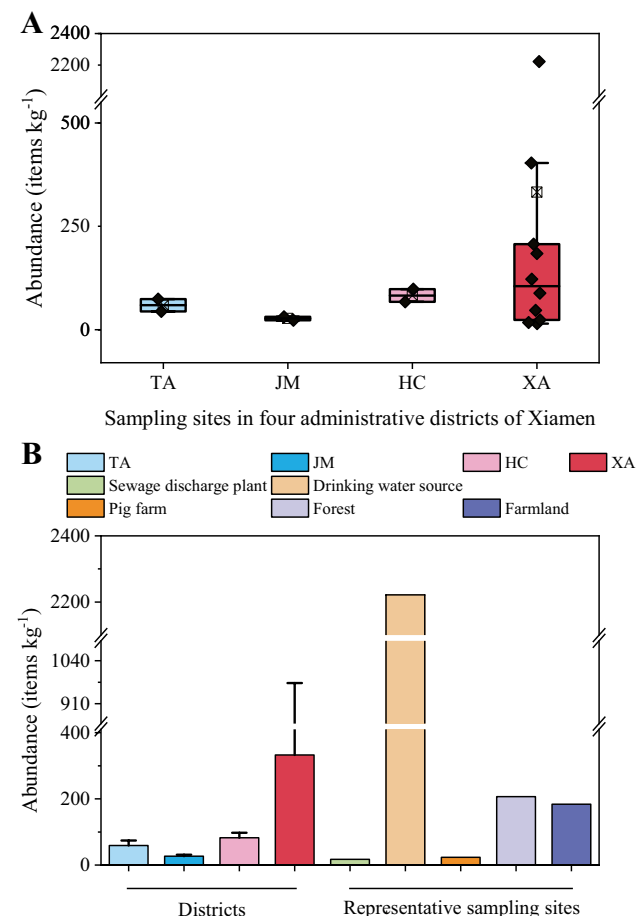 A
2400
2200
500
250
0
Abundance (items kg⁻¹)
TA JM HC XA
Sampling sites in four administrative districts of Xiamen
B
TA JM HC XA
Sewage discharge plant Drinking water source
Pig farm Forest Farmland
2400
2200
1040
910
400
200
0
Abundance (items kg⁻¹)
Districts Representative sampling sites